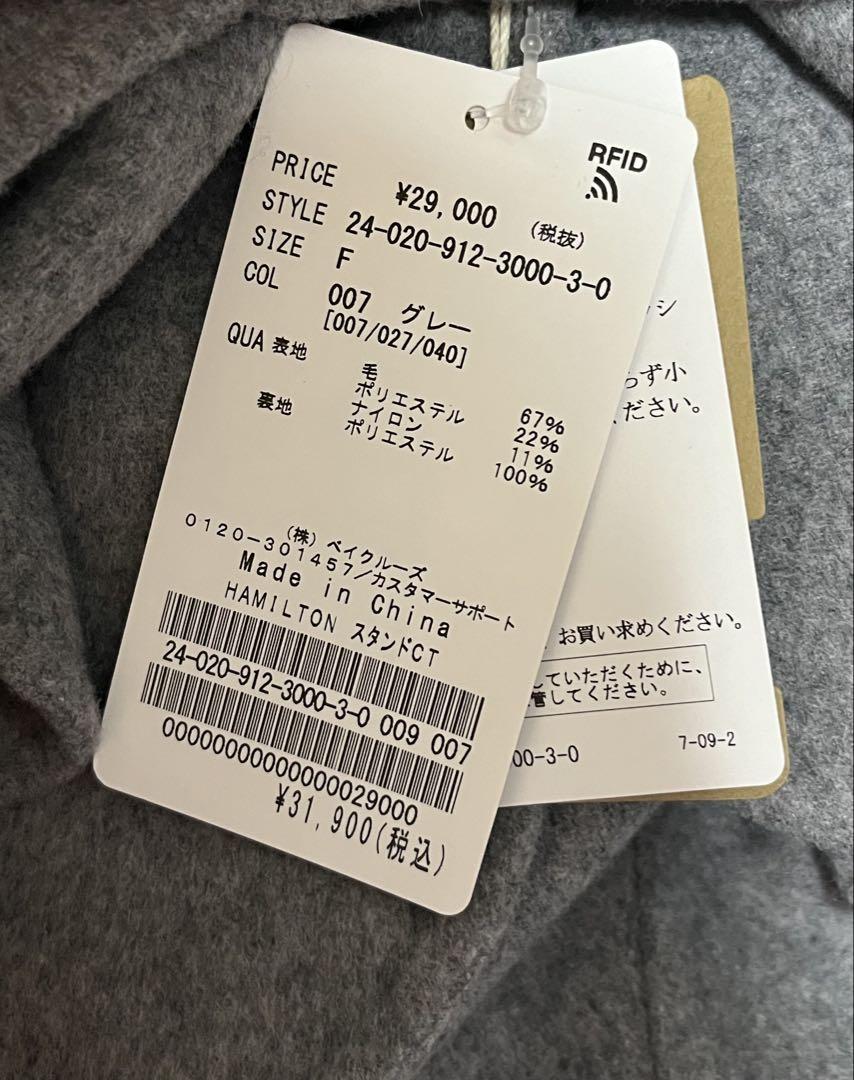 RFID
PRICE ¥29,000 (税抜)
STYLE 24-020-912-3000-3-0
SIZE F
COL 007 グレー
[007/027/040]
QUA 表地 毛 67%
ポリエステル 22%
ナイロン 11%
裏地 ポリエステル 100%
(株) ベイクルーズ
0120-301457/カスタマーサポート
Made in China
HAMILTON スタンドCT
24-020-912-3000-3-0 009 007
0000000000000029000
¥31,900(税込)
らず小
ださい。
お買い求めください。
していただくために、
管してください。
00-3-0 7-09-2